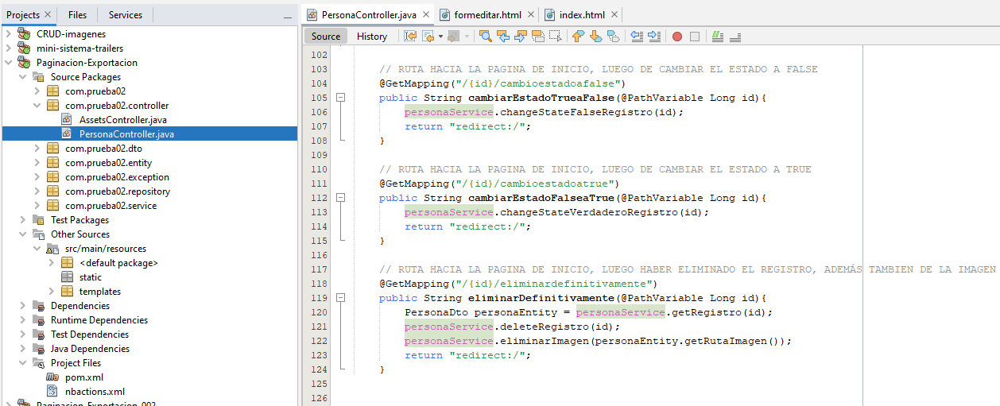 Projects
Files
Services
CRUD-imagenes
mini-sistema-trailers
Paginacion-Exportacion
Source Packages
com.prueba02
com.prueba02.controller
AssetsController.java
PersonaController.java
com.prueba02.dto
com.prueba02.entity
com.prueba02.exception
com.prueba02.repository
com.prueba02.service
Test Packages
Other Sources
src/main/resources
<default package>
static
templates
Dependencies
Runtime Dependencies
Test Dependencies
Java Dependencies
Project Files
pom.xml
nbactions.xml
Paginacion-Exportacion-002
PersonaController.java
formeditar.html
index.html
Source
History
102
103 // RUTA HACIA LA PAGINA DE INICIO, LUEGO DE CAMBIAR EL ESTADO A FALSE
104 @GetMapping("/{id}/cambioestadoafalse")
105 public String cambiarEstadoTrueaFalse(@PathVariable Long id){
106 personaService.changeStateFalseRegistro(id);
107 return "redirect:/";
108 }
109
110 // RUTA HACIA LA PAGINA DE INICIO, LUEGO DE CAMBIAR EL ESTADO A TRUE
111 @GetMapping("/{id}/cambioestadoatrue")
112 public String cambiarEstadoFalseaTrue(@PathVariable Long id){
113 personaService.changeStateVerdaderoRegistro(id);
114 return "redirect:/";
115 }
116
117 // RUTA HACIA LA PAGINA DE INICIO, LUEGO HABER ELIMINADO EL REGISTRO, ADEMÁS TAMBIEN DE LA IMAGEN
118 @GetMapping("/{id}/eliminardefinitivamente")
119 public String eliminarDefinitivamente(@PathVariable Long id){
120 PersonaDto personaEntity = personaService.getRegistro(id);
121 personaService.deleteRegistro(id);
122 personaService.eliminarImagen(personaEntity.getRutaImagen());
123 return "redirect:/";
124 }
125
126